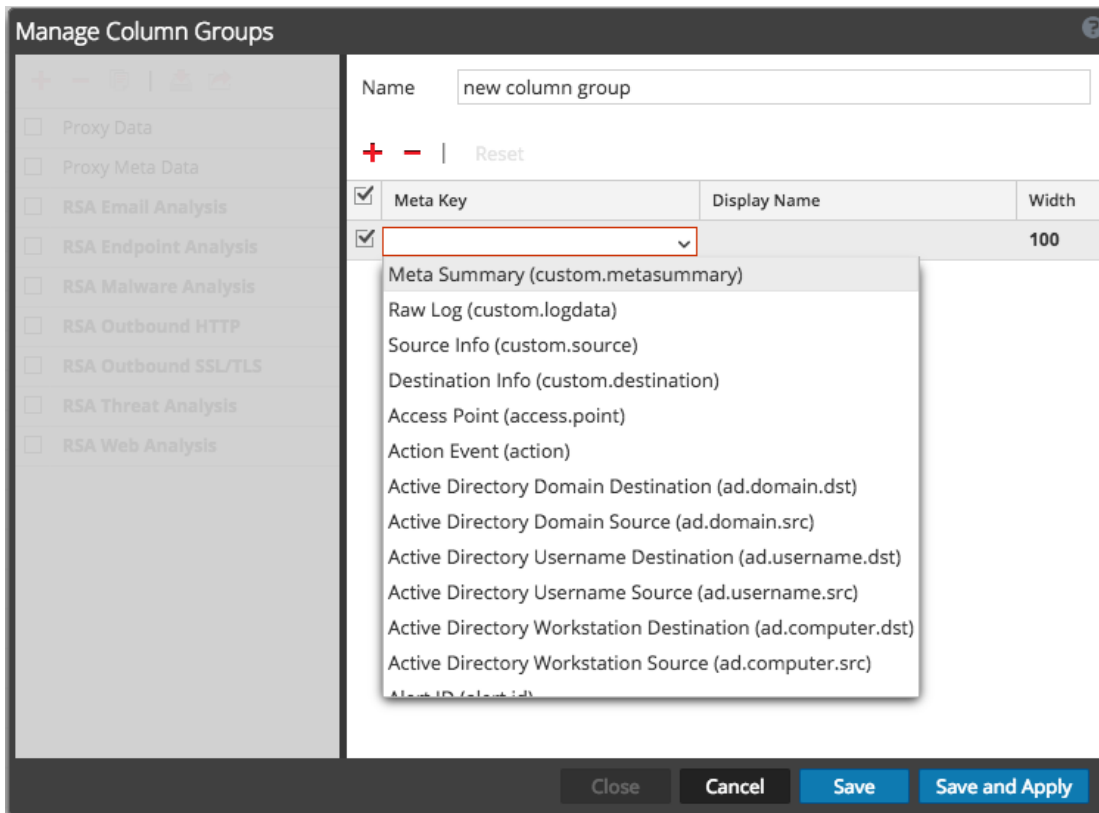 Manage Column Groups
Proxy Data
Proxy Meta Data
RSA Email Analysis
RSA Endpoint Analysis
RSA Malware Analysis
RSA Outbound HTTP
RSA Outbound SSL/TLS
RSA Threat Analysis
RSA Web Analysis
Name new column group
Reset
Meta Key Display Name Width
100
Meta Summary (custom.metasummary)
Raw Log (custom.logdata)
Source Info (custom.source)
Destination Info (custom.destination)
Access Point (access.point)
Action Event (action)
Active Directory Domain Destination (ad.domain.dst)
Active Directory Domain Source (ad.domain.src)
Active Directory Username Destination (ad.username.dst)
Active Directory Username Source (ad.username.src)
Active Directory Workstation Destination (ad.computer.dst)
Active Directory Workstation Source (ad.computer.src)
Alert ID (alert.id)
Close Cancel Save Save and Apply